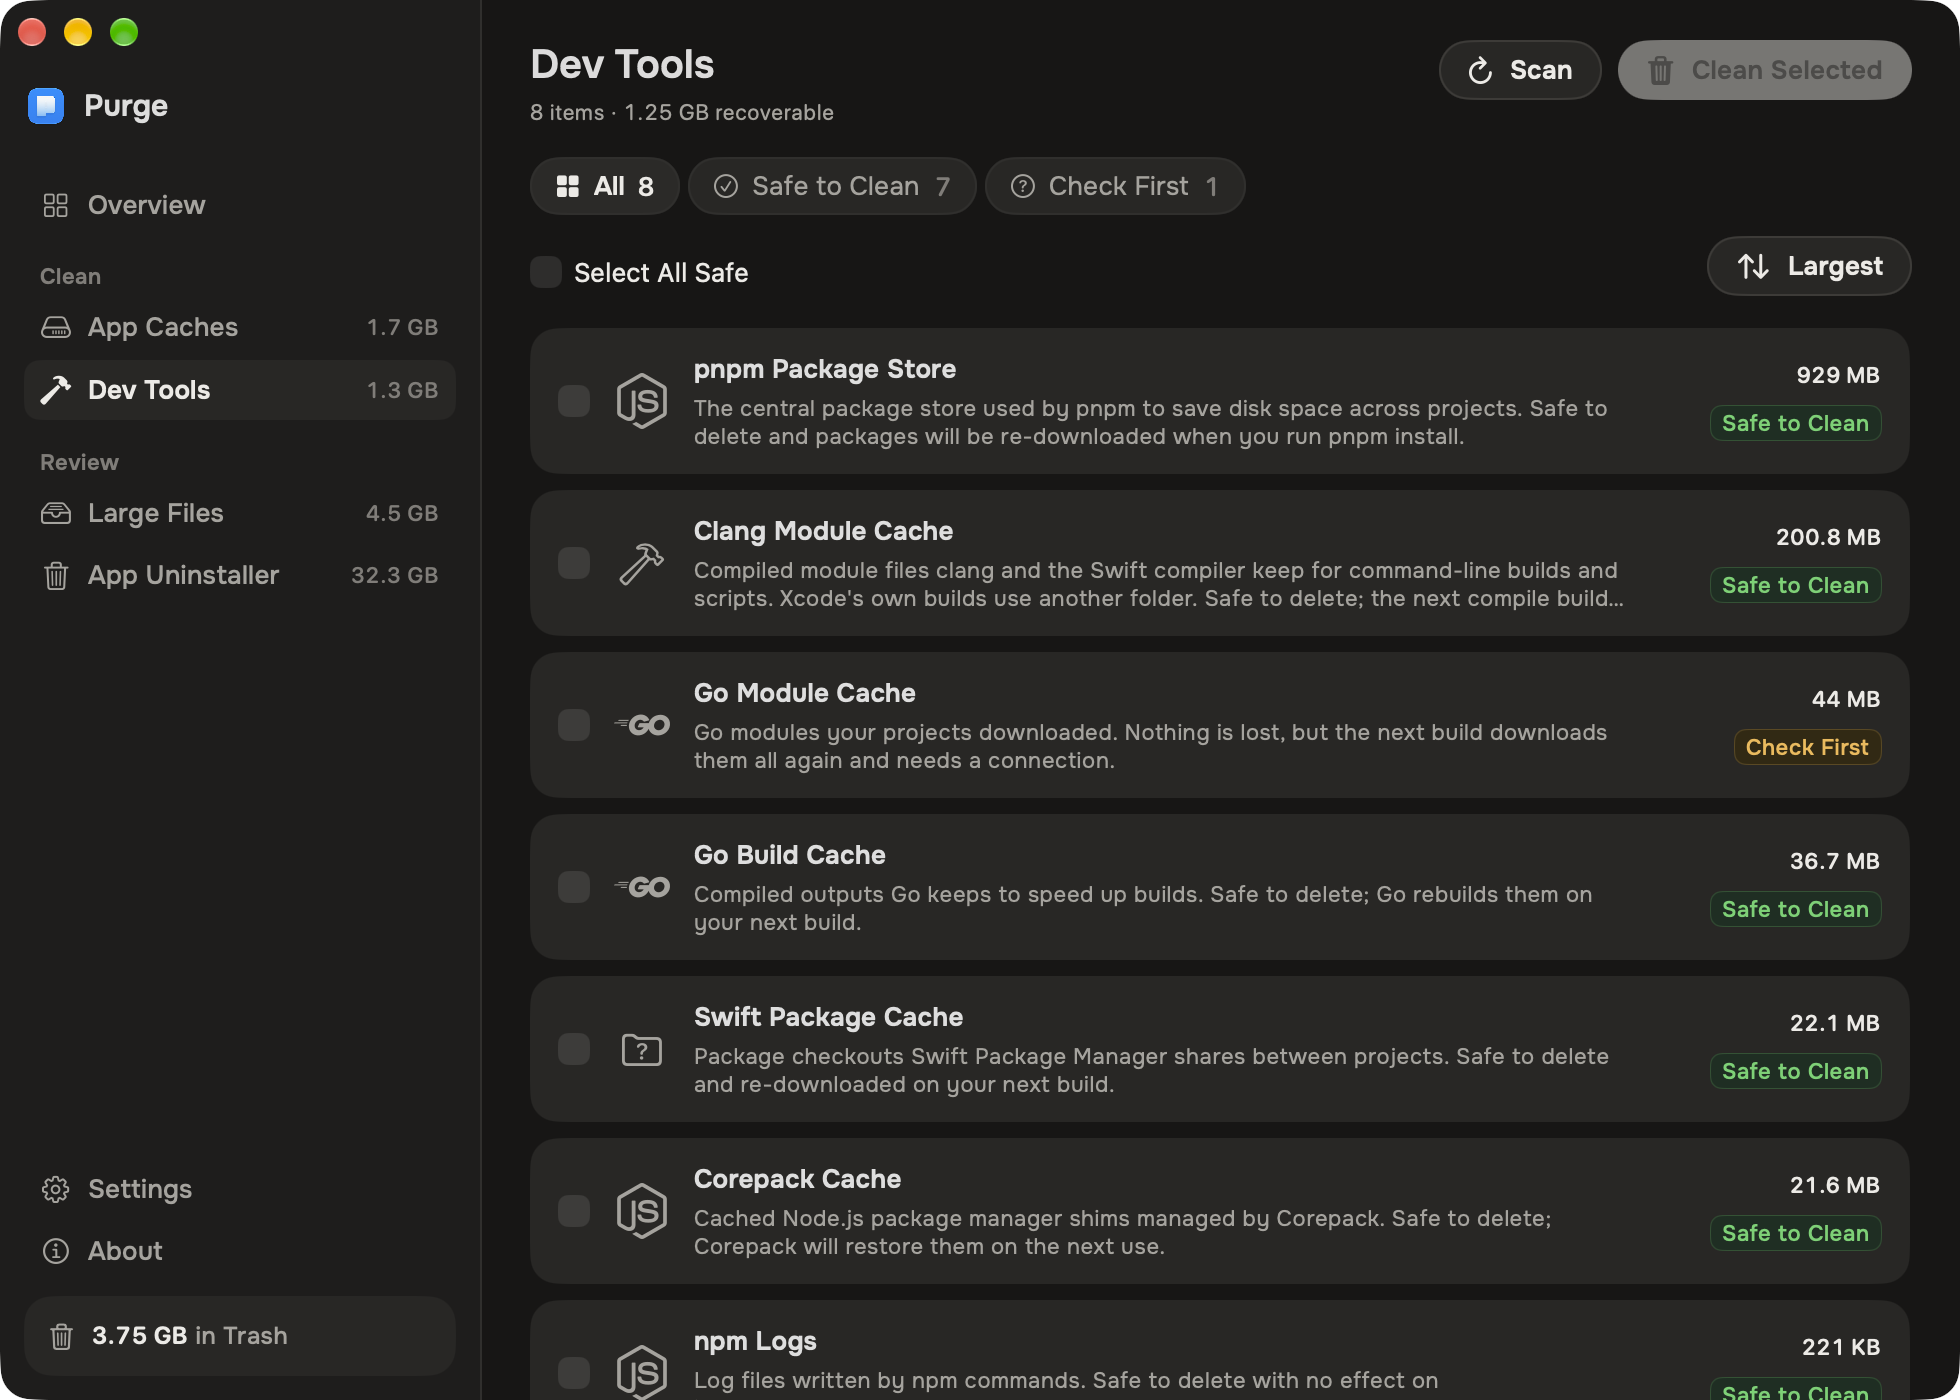 Purge
Overview
Clean
App Caches 1.7 GB
Dev Tools 1.3 GB
Review
Large Files 4.5 GB
App Uninstaller 32.3 GB
Settings
About
3.75 GB in Trash
Dev Tools
8 items · 1.25 GB recoverable
Scan
Clean Selected
All 8
Safe to Clean 7
Check First 1
Select All Safe
Largest
pnpm Package Store
The central package store used by pnpm to save disk space across projects. Safe to
delete and packages will be re-downloaded when you run pnpm install.
929 MB
Safe to Clean
Clang Module Cache
Compiled module files clang and the Swift compiler keep for command-line builds and
scripts. Xcode's own builds use another folder. Safe to delete; the next compile build...
200.8 MB
Safe to Clean
GO
Go Module Cache
Go modules your projects downloaded. Nothing is lost, but the next build downloads
them all again and needs a connection.
44 MB
Check First
GO
Go Build Cache
Compiled outputs Go keeps to speed up builds. Safe to delete; Go rebuilds them on
your next build.
36.7 MB
Safe to Clean
Swift Package Cache
Package checkouts Swift Package Manager shares between projects. Safe to delete
and re-downloaded on your next build.
22.1 MB
Safe to Clean
JS
Corepack Cache
Cached Node.js package manager shims managed by Corepack. Safe to delete;
Corepack will restore them on the next use.
21.6 MB
Safe to Clean
JS
npm Logs
Log files written by npm commands. Safe to delete with no effect on
221 KB
Safe to Clean